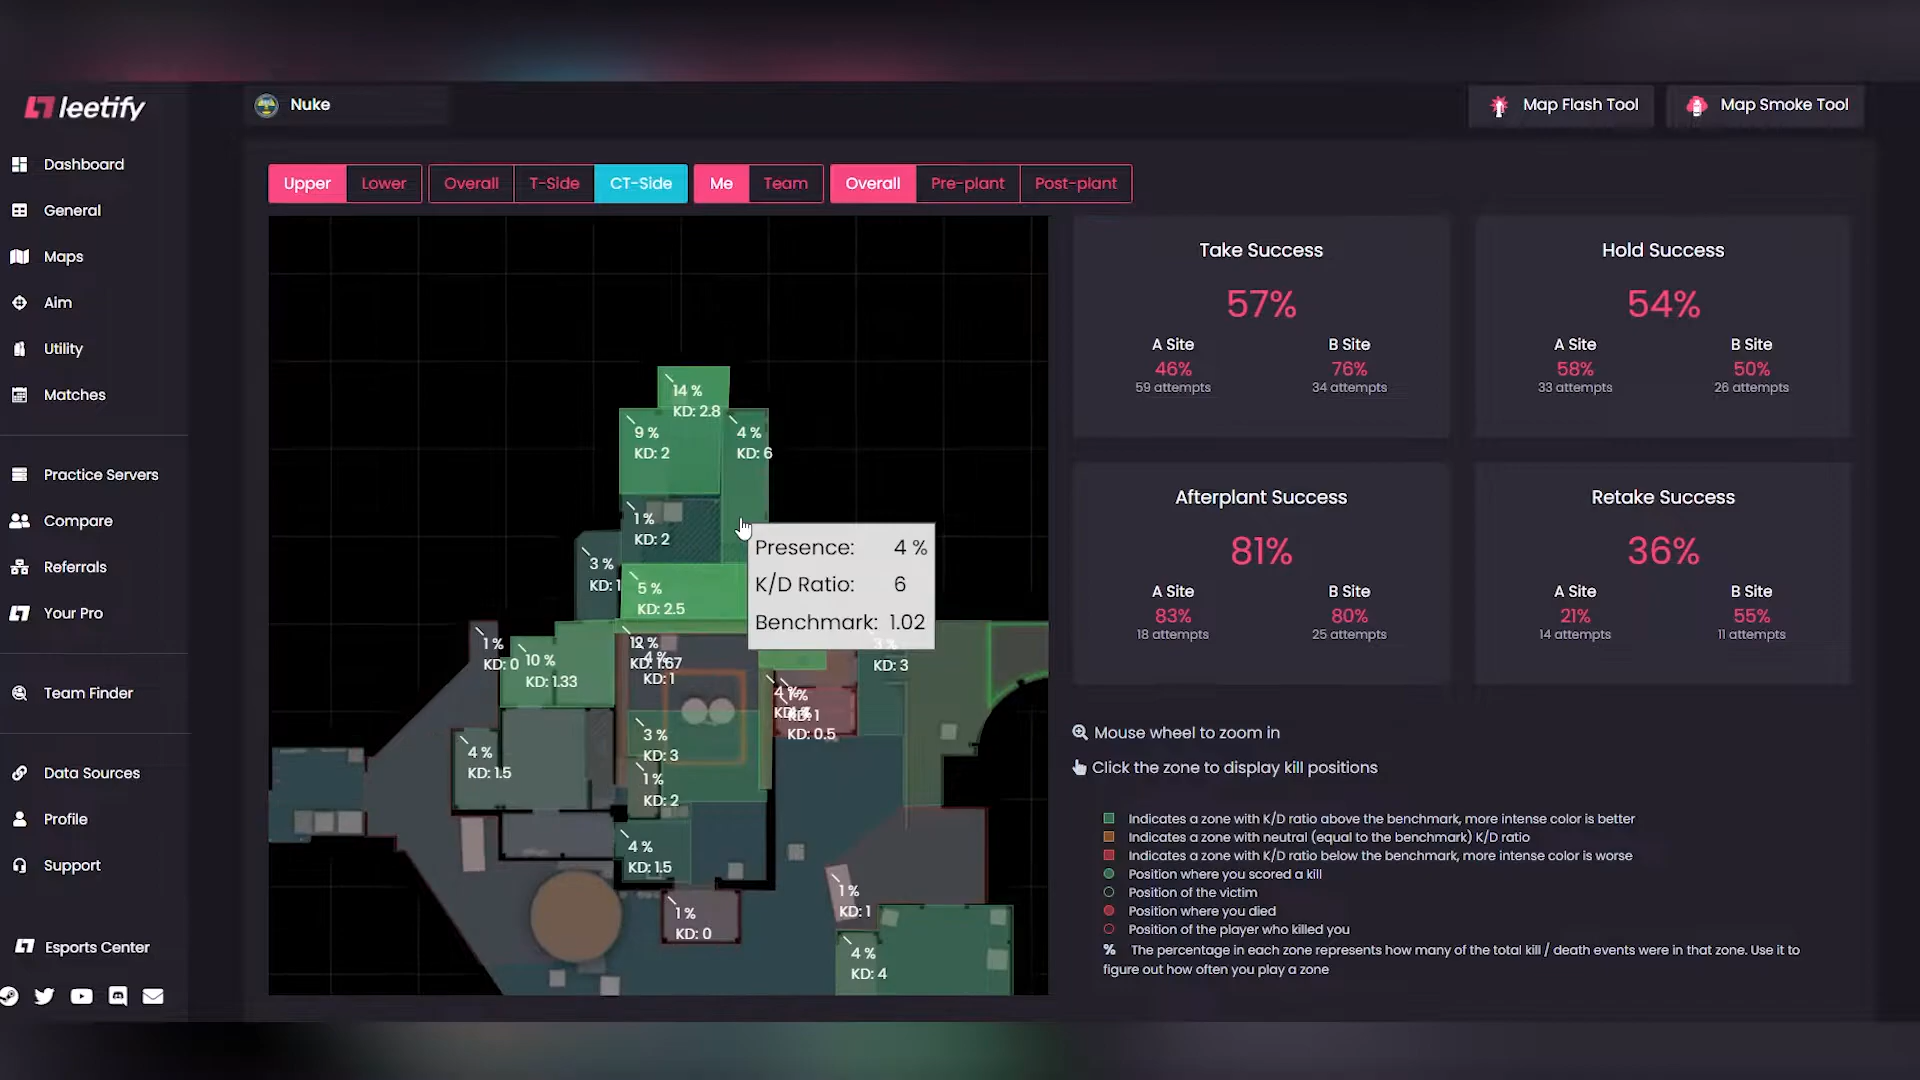 leetify
Nuke
Map Flash Tool
Map Smoke Tool
Dashboard
General
Maps
Aim
Utility
Matches
Practice Servers
Compare
Referrals
Your Pro
Team Finder
Data Sources
Profile
Support
Esports Center
Upper
Lower
Overall
T-Side
CT-Side
Me
Team
Overall
Pre-plant
Post-plant
14 %
KD: 2.8
9 %
KD: 2
4 %
KD: 6
1 %
KD: 2
3 %
KD: 1
5 %
KD: 2.5
Presence: 4 %
K/D Ratio: 6
Benchmark: 1.02
1 %
KD: 0
10 %
KD: 1.33
12 %
KD: 1.67
4 %
KD: 1
3 %
KD: 3
4 %
KD: 0.5
3 %
KD: 3
1 %
KD: 2
4 %
KD: 1.5
4 %
KD: 1.5
1 %
KD: 0
1 %
KD: 1
4 %
KD: 4
Take Success
57%
A Site
46%
59 attempts
B Site
76%
34 attempts
Hold Success
54%
A Site
58%
33 attempts
B Site
50%
26 attempts
Afterplant Success
81%
A Site
83%
18 attempts
B Site
80%
25 attempts
Retake Success
36%
A Site
21%
14 attempts
B Site
55%
11 attempts
Mouse wheel to zoom in
Click the zone to display kill positions
Indicates a zone with K/D ratio above the benchmark, more intense color is better
Indicates a zone with neutral (equal to the benchmark) K/D ratio
Indicates a zone with K/D ratio below the benchmark, more intense color is worse
Position where you scored a kill
Position of the victim
Position where you died
Position of the player who killed you
% The percentage in each zone represents how many of the total kill / death events were in that zone. Use it to
figure out how often you play a zone